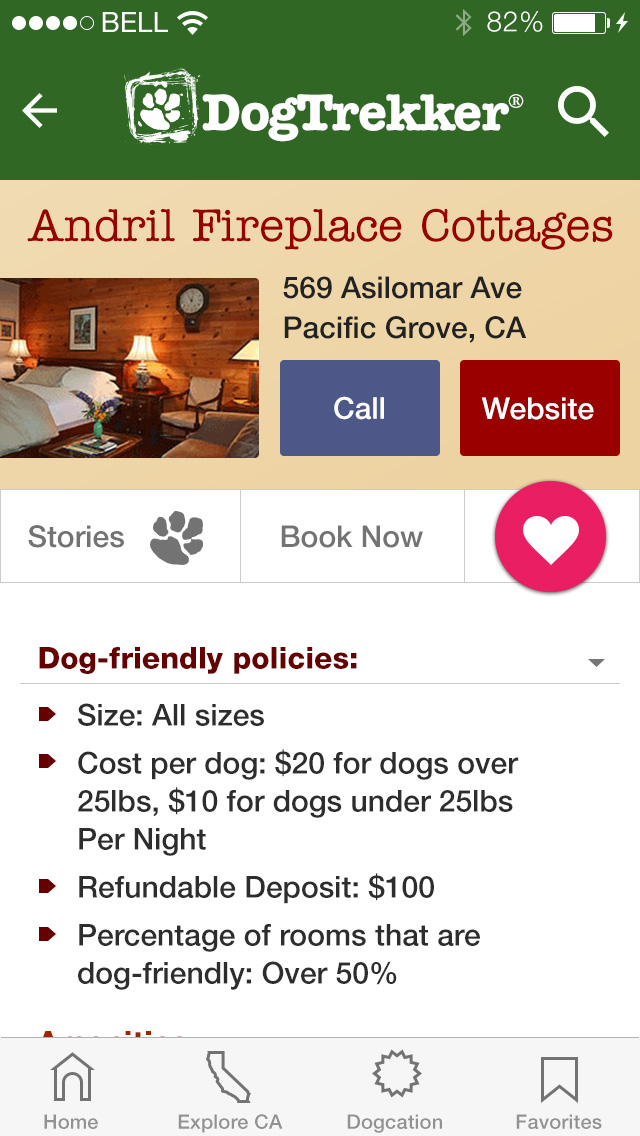 BELL 82%
DogTrekker®
Andril Fireplace Cottages
569 Asilomar Ave
Pacific Grove, CA
Call Website
Stories Book Now
Dog-friendly policies:
Size: All sizes
Cost per dog: $20 for dogs over
25lbs, $10 for dogs under 25lbs
Per Night
Refundable Deposit: $100
Percentage of rooms that are
dog-friendly: Over 50%
Home Explore CA Dogcation Favorites